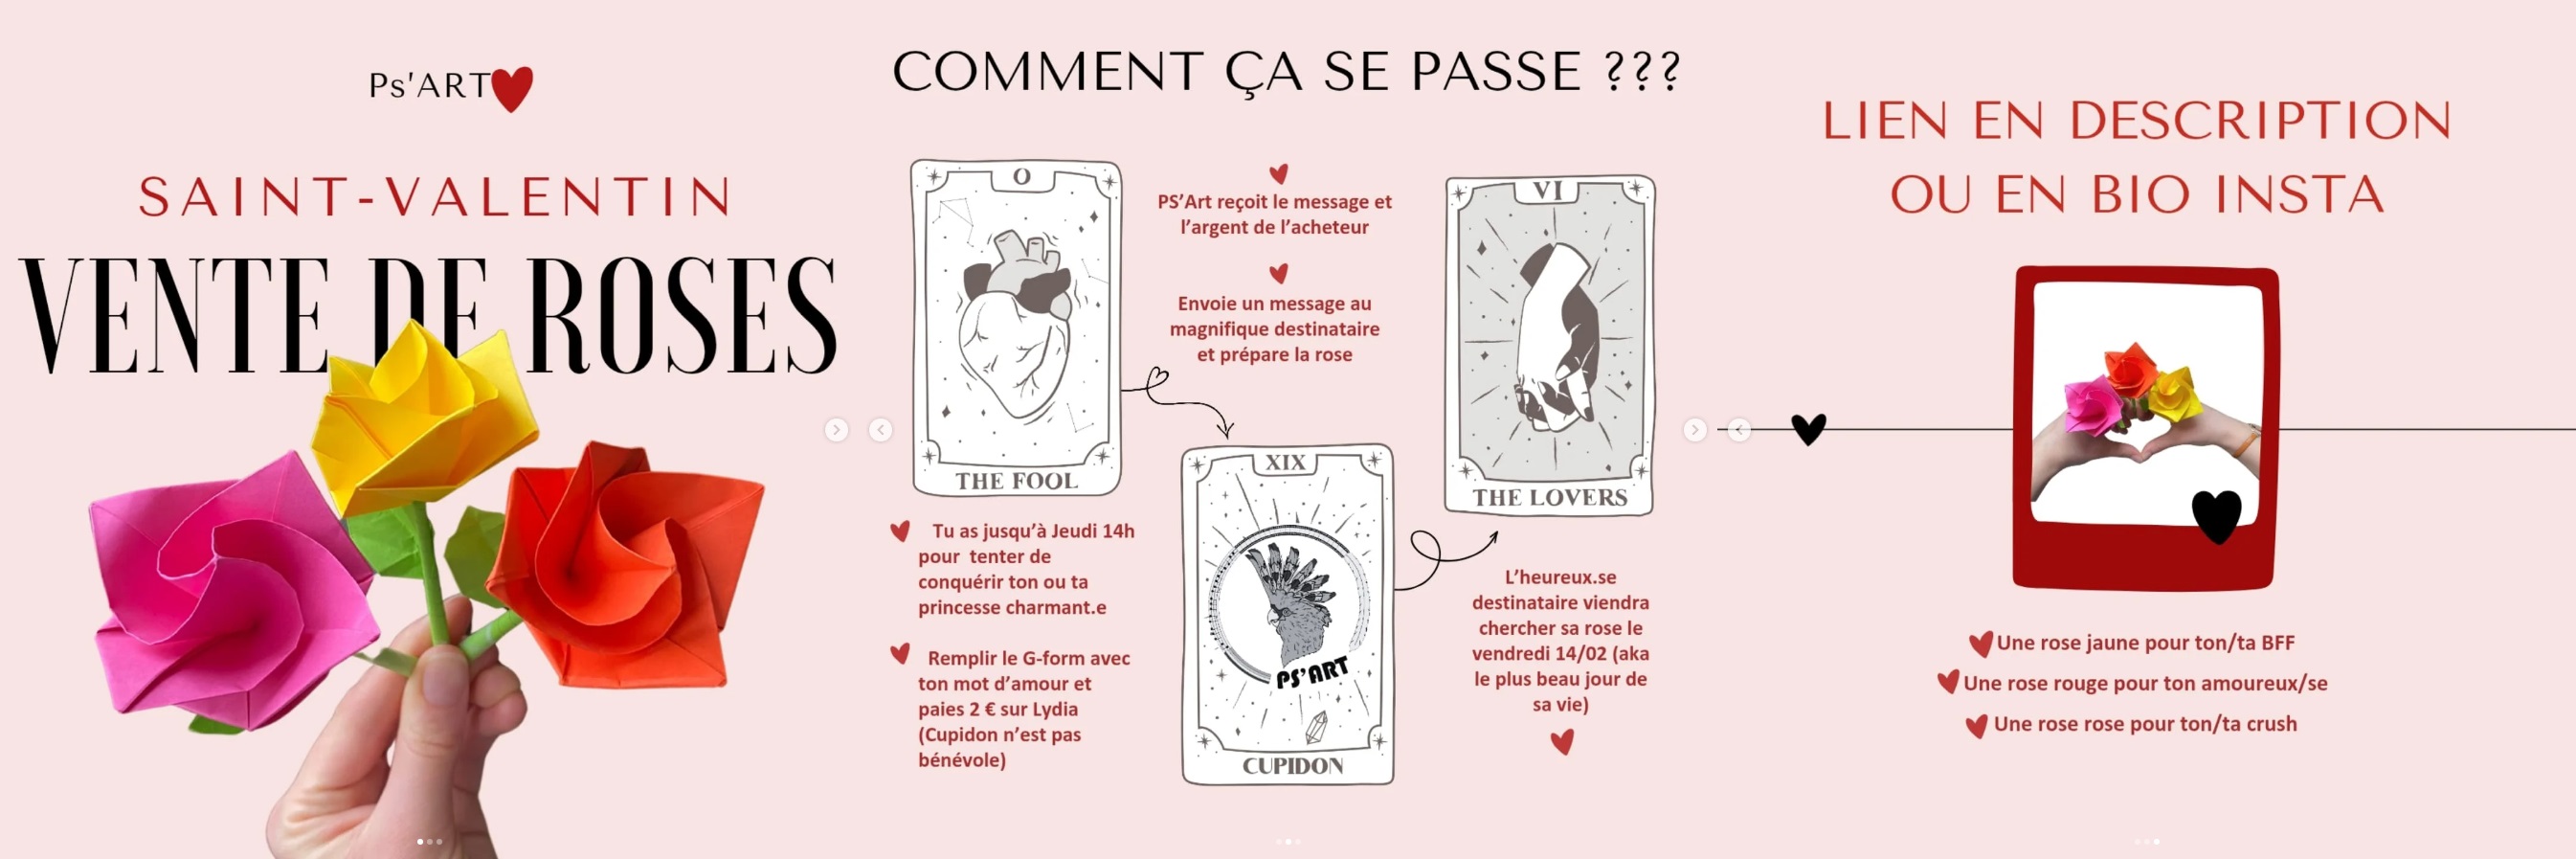 Ps'ART
SAINT-VALENTIN
VENTE DE ROSES
COMMENT ÇA SE PASSE ???
O
THE FOOL
Tu as jusqu'à Jeudi 14h
pour tenter de
conquérir ton ou ta
princesse charmant.e
Remplir le G-form avec
ton mot d'amour et
paies 2 € sur Lydia
(Cupidon n'est pas
bénévole)
PS'Art reçoit le message et
l'argent de l'acheteur
Envoie un message au
magnifique destinataire
et prépare la rose
XIX
PS'ART
CUPIDON
VI
THE LOVERS
L'heureux.se
destinataire viendra
chercher sa rose le
vendredi 14/02 (aka
le plus beau jour de
sa vie)
LIEN EN DESCRIPTION
OU EN BIO INSTA
Une rose jaune pour ton/ta BFF
Une rose rouge pour ton amoureux/se
Une rose rose pour ton/ta crush